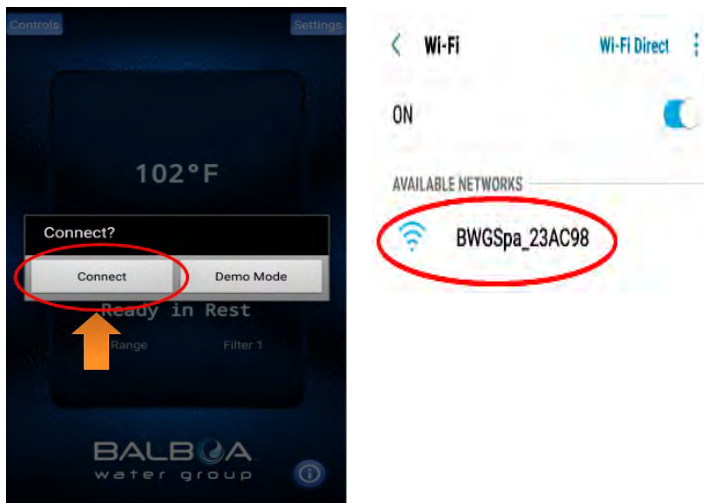 Controls
Settings
102°F
Connect?
Connect
Demo Mode
Ready in Rest
Range
Filter 1
BALBOA
water group
Wi-Fi
Wi-Fi Direct
ON
AVAILABLE NETWORKS
BWGSpa_23AC98